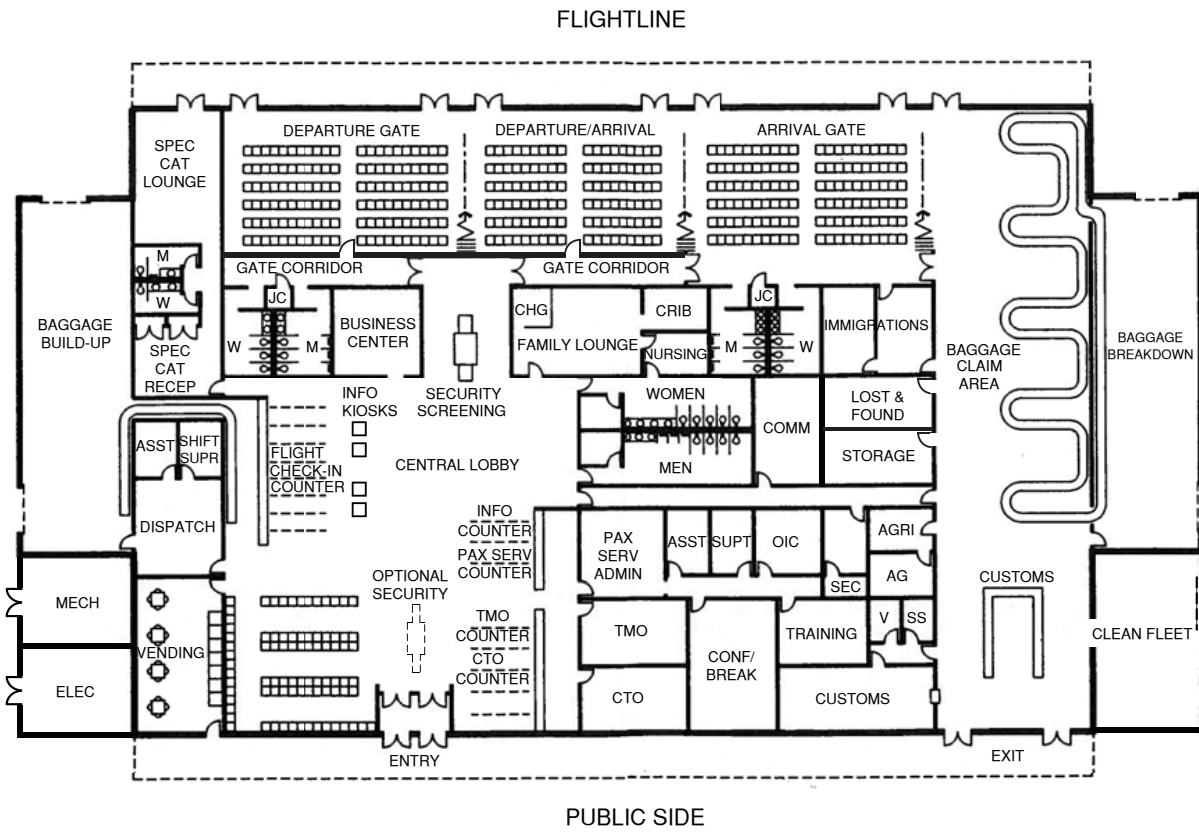 FLIGHTLINE
DEPARTURE GATE
DEPARTURE/ARRIVAL
ARRIVAL GATE
SPEC
CAT
LOUNGE
M
W
SPEC
CAT
RECEP
BAGGAGE
BUILD-UP
GATE CORRIDOR
GATE CORRIDOR
JC
W
M
BUSINESS
CENTER
CHG
FAMILY LOUNGE
CRIB
NURSING
JC
M
W
IMMIGRATIONS
BAGGAGE
CLAIM
AREA
BAGGAGE
BREAKDOWN
INFO
KIOSKS
SECURITY
SCREENING
WOMEN
MEN
COMM
LOST &
FOUND
STORAGE
ASST
SHIFT
SUPR
FLIGHT
CHECK-IN
COUNTER
CENTRAL LOBBY
DISPATCH
INFO
COUNTER
PAX SERV
COUNTER
PAX
SERV
ADMIN
ASST
SUPT
OIC
AGRI
SEC
AG
MECH
ELEC
VENDING
OPTIONAL
SECURITY
TMO
COUNTER
CTO
COUNTER
TMO
CTO
CONF/
BREAK
TRAINING
V
SS
CUSTOMS
CUSTOMS
CLEAN FLEET
ENTRY
EXIT
PUBLIC SIDE